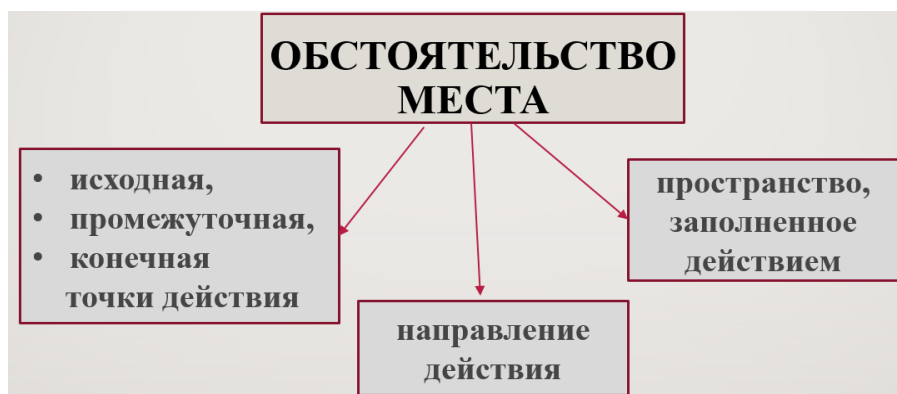 ОБСТОЯТЕЛЬСТВО
МЕСТА
• исходная,
• промежуточная,
• конечная
точки действия
направление
действия
пространство,
заполненное
действием